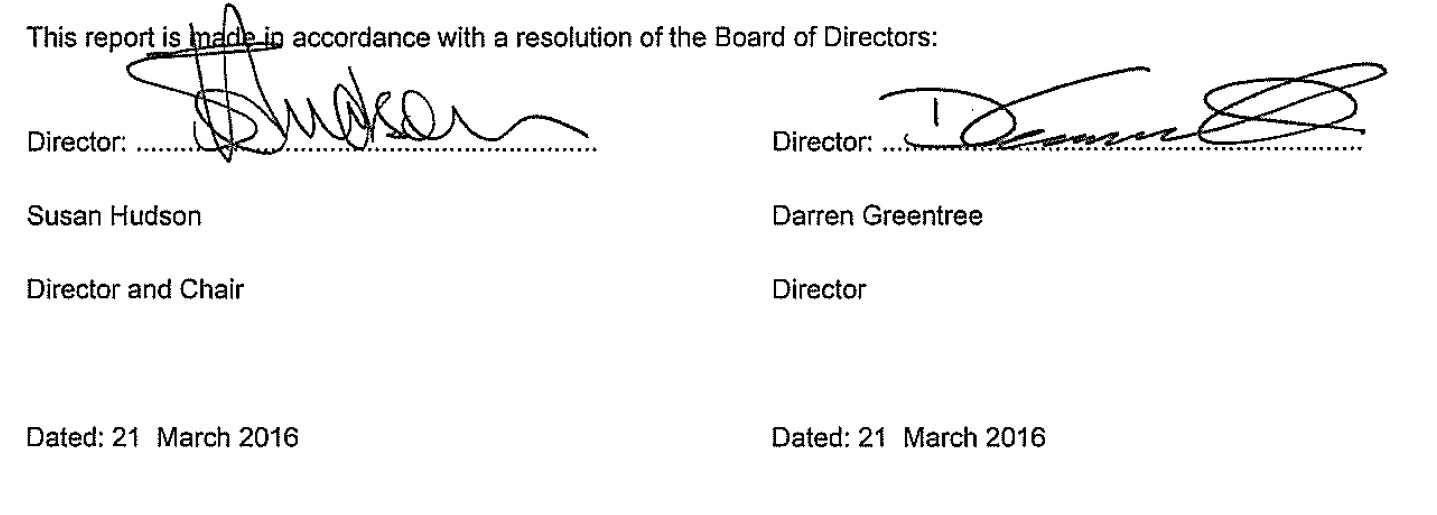 This report is made in accordance with a resolution of the Board of Directors:
Director: ........ SHudson ........ Director: ........
Susan Hudson Darren Greentree
Director and Chair Director
Dated: 21 March 2016 Dated: 21 March 2016